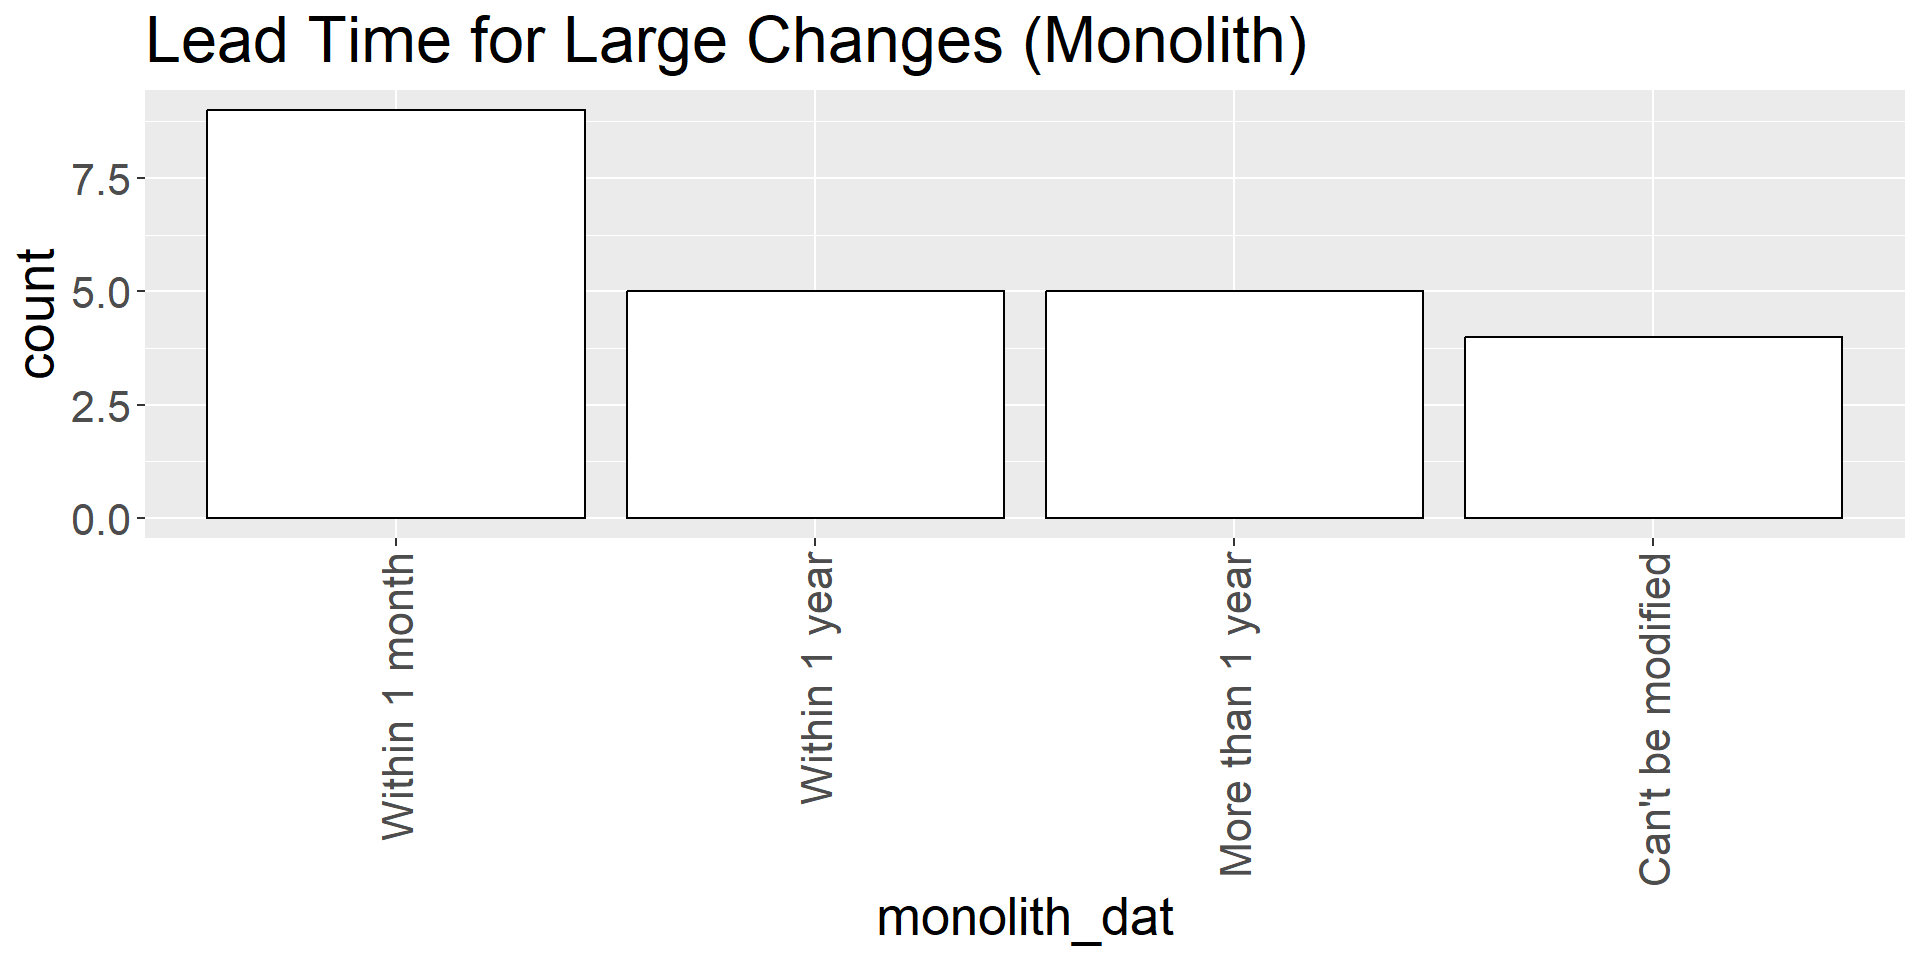 Lead Time for Large Changes (Monolith)
count
7.5
5.0
2.5
0.0
Within 1 month
Within 1 year
More than 1 year
Can't be modified
monolith_dat